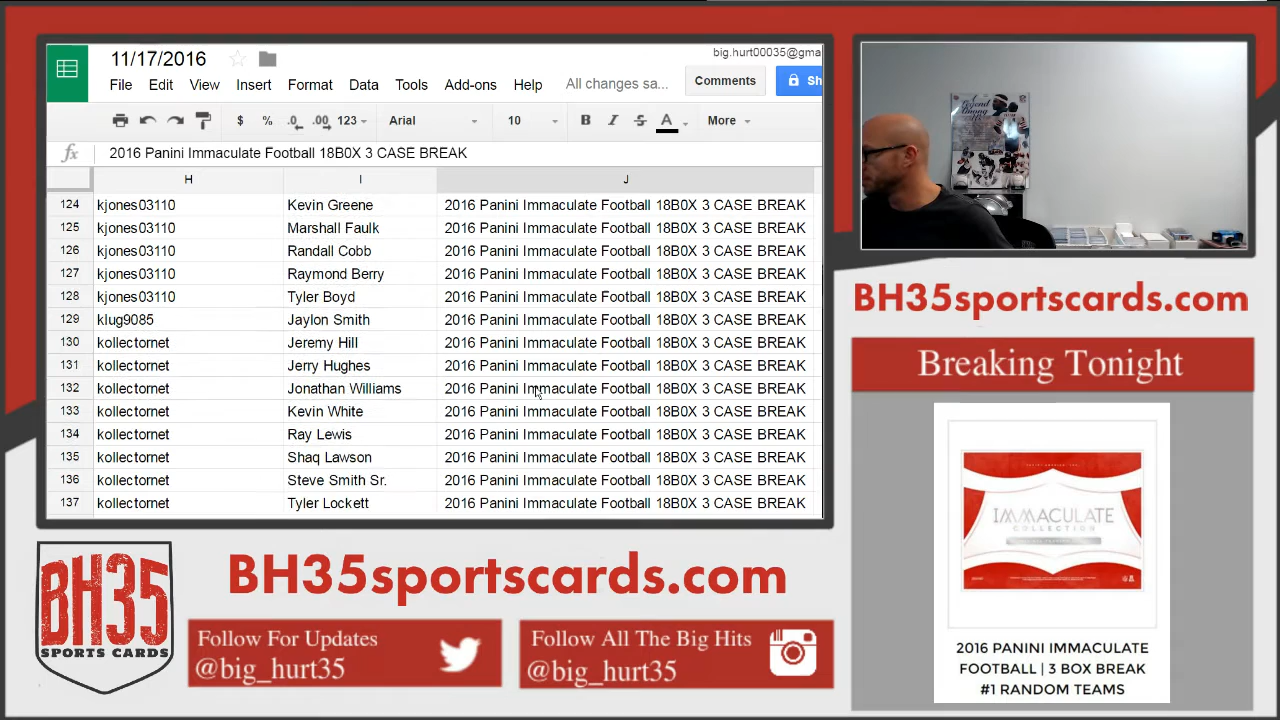 11/17/2016
big.hurt00035@gma
File Edit View Insert Format Data Tools Add-ons Help All changes sa...
Comments
Sh
$ % .0 .00 123 Arial 10 B I S A More
fx 2016 Panini Immaculate Football 18B0X 3 CASE BREAK
H I J
124 kjones03110 Kevin Greene 2016 Panini Immaculate Football 18B0X 3 CASE BREAK
125 kjones03110 Marshall Faulk 2016 Panini Immaculate Football 18B0X 3 CASE BREAK
126 kjones03110 Randall Cobb 2016 Panini Immaculate Football 18B0X 3 CASE BREAK
127 kjones03110 Raymond Berry 2016 Panini Immaculate Football 18B0X 3 CASE BREAK
128 kjones03110 Tyler Boyd 2016 Panini Immaculate Football 18B0X 3 CASE BREAK
129 klug9085 Jaylon Smith 2016 Panini Immaculate Football 18B0X 3 CASE BREAK
130 kollectornet Jeremy Hill 2016 Panini Immaculate Football 18B0X 3 CASE BREAK
131 kollectornet Jerry Hughes 2016 Panini Immaculate Football 18B0X 3 CASE BREAK
132 kollectornet Jonathan Williams 2016 Panini Immaculate Football 18B0X 3 CASE BREAK
133 kollectornet Kevin White 2016 Panini Immaculate Football 18B0X 3 CASE BREAK
134 kollectornet Ray Lewis 2016 Panini Immaculate Football 18B0X 3 CASE BREAK
135 kollectornet Shaq Lawson 2016 Panini Immaculate Football 18B0X 3 CASE BREAK
136 kollectornet Steve Smith Sr. 2016 Panini Immaculate Football 18B0X 3 CASE BREAK
137 kollectornet Tyler Lockett 2016 Panini Immaculate Football 18B0X 3 CASE BREAK
BH35
SPORTS CARDS
BH35sportscards.com
Follow For Updates
@big_hurt35
Follow All The Big Hits
@big_hurt35
BH35sportscards.com
Breaking Tonight
IMMACULATE
COLLECTION
2016 PANINI IMMACULATE
FOOTBALL | 3 BOX BREAK
#1 RANDOM TEAMS